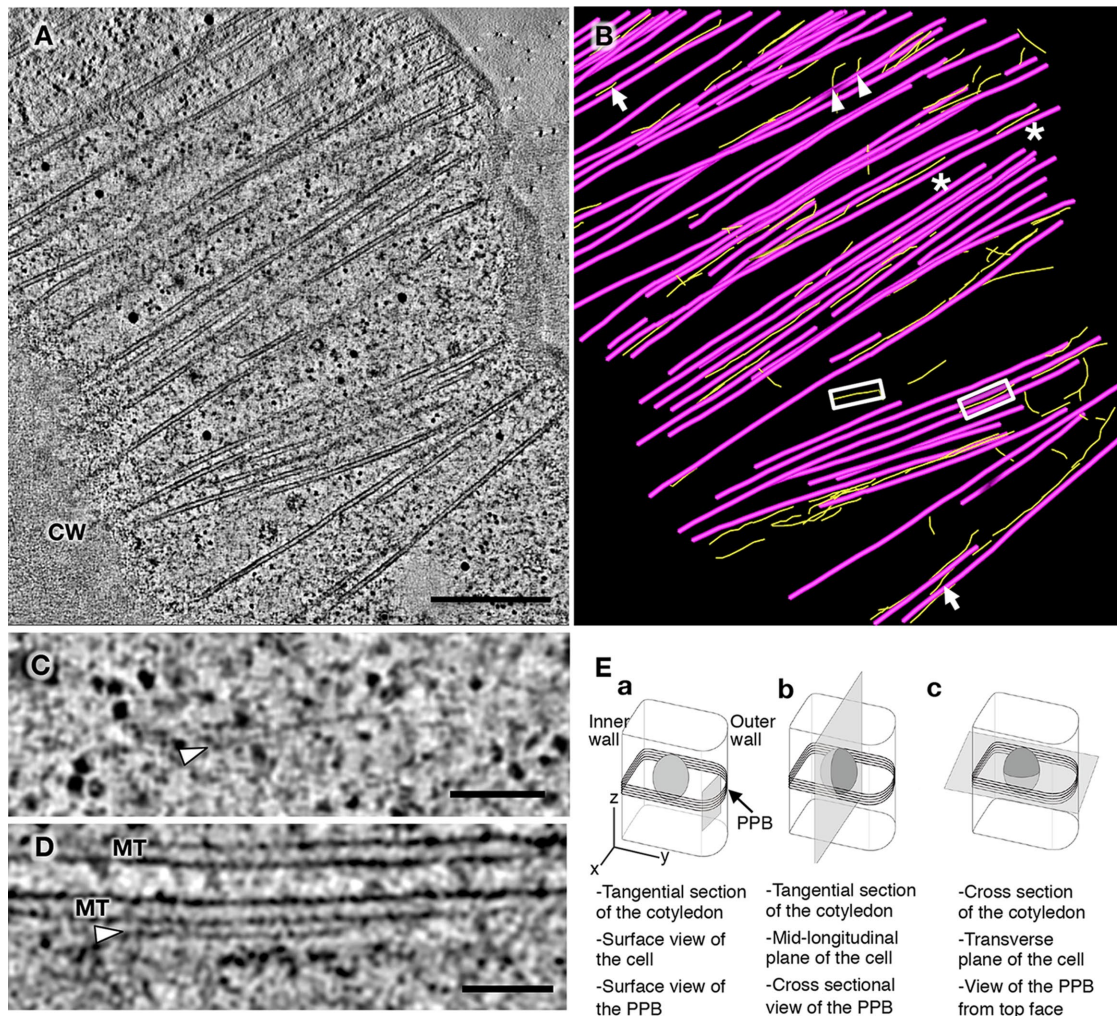 A
CW
B
*
*
C
D
MT
MT
E
a
b
c
Inner
wall
Outer
wall
PPB
z
x
y
-Tangential section
of the cotyledon
-Surface view of
the cell
-Surface view of
the PPB
-Tangential section
of the cotyledon
-Mid-longitudinal
plane of the cell
-Cross sectional
view of the PPB
-Cross section
of the cotyledon
-Transverse
plane of the cell
-View of the PPB
from top face